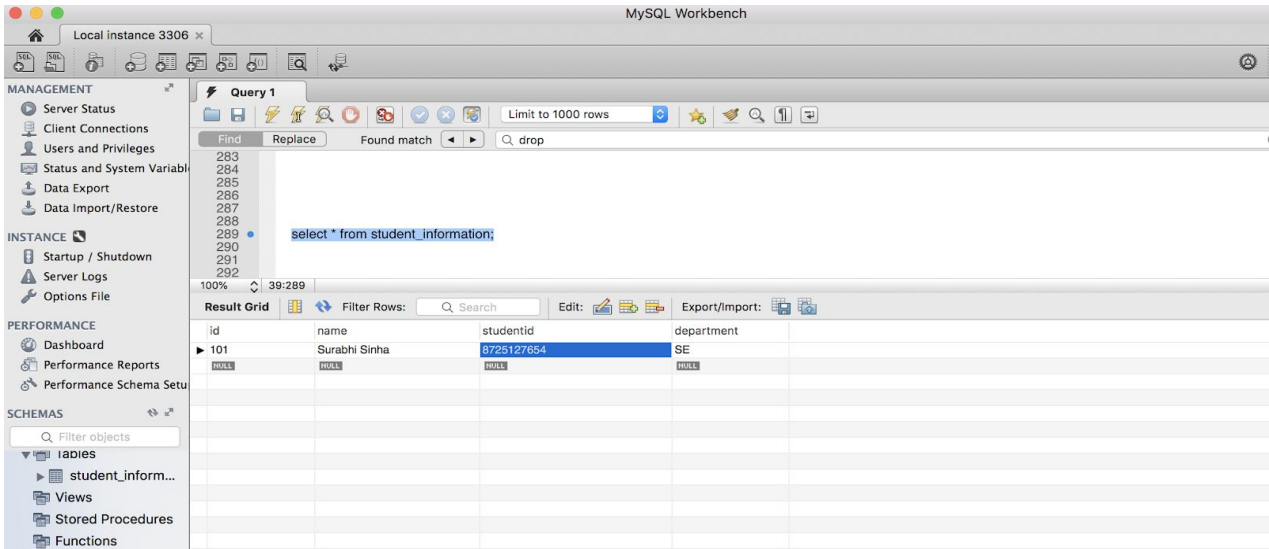 MySQL Workbench
Local instance 3306 ×
SQL SQL
MANAGEMENT
Server Status
Client Connections
Users and Privileges
Status and System Variabl
Data Export
Data Import/Restore
INSTANCE
Startup / Shutdown
Server Logs
Options File
PERFORMANCE
Dashboard
Performance Reports
Performance Schema Setu
SCHEMAS
Filter objects
Tables
student_inform...
Views
Stored Procedures
Functions
Query 1
Limit to 1000 rows
Find Replace Found match drop
283
284
285
286
287
288
289 select * from student_information;
290
291
292
100% 39:289
Result Grid Filter Rows: Search Edit: Export/Import:
id name studentid department
101 Surabhi Sinha 8725127654 SE
NULL NULL NULL NULL